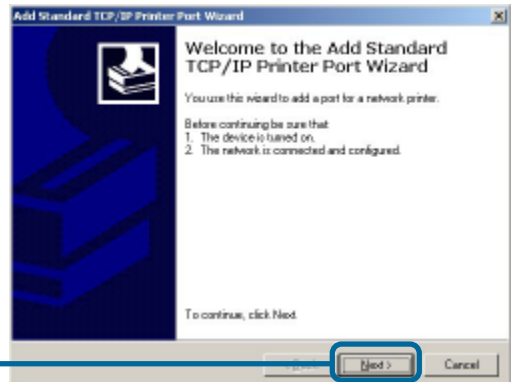 Add Standard TCP/IP Printer Port Wizard
Welcome to the Add Standard
TCP/IP Printer Port Wizard
You use this wizard to add a port for a network printer.
Before continuing be sure that:
1. The device is turned on.
2. The network is connected and configured.
To continue, click Next.
Next >
Cancel